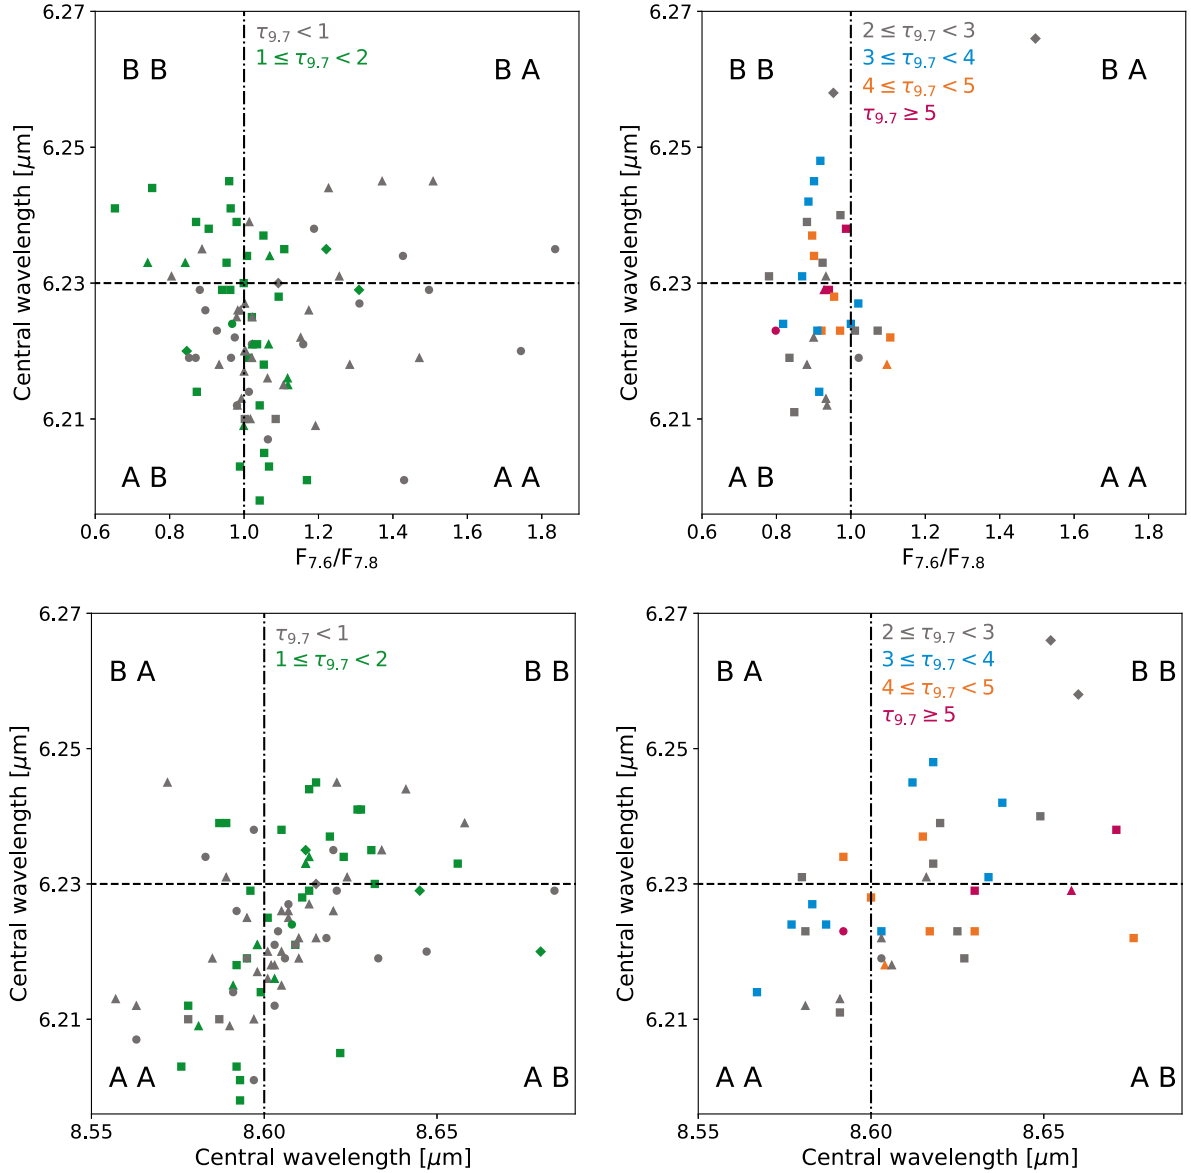 6.27
6.25
6.23
6.21
Central wavelength [μm]
τ9.7 < 1
1 ≤ τ9.7 < 2
B B
B A
A B
A A
0.6 0.8 1.0 1.2 1.4 1.6 1.8
F7.6/F7.8
6.27
6.25
6.23
6.21
Central wavelength [μm]
2 ≤ τ9.7 < 3
3 ≤ τ9.7 < 4
4 ≤ τ9.7 < 5
τ9.7 ≥ 5
B B
B A
A B
A A
0.6 0.8 1.0 1.2 1.4 1.6 1.8
F7.6/F7.8
6.27
6.25
6.23
6.21
Central wavelength [μm]
τ9.7 < 1
1 ≤ τ9.7 < 2
B A
B B
A A
A B
8.55 8.60 8.65
Central wavelength [μm]
6.27
6.25
6.23
6.21
Central wavelength [μm]
2 ≤ τ9.7 < 3
3 ≤ τ9.7 < 4
4 ≤ τ9.7 < 5
τ9.7 ≥ 5
B A
B B
A A
A B
8.55 8.60 8.65
Central wavelength [μm]